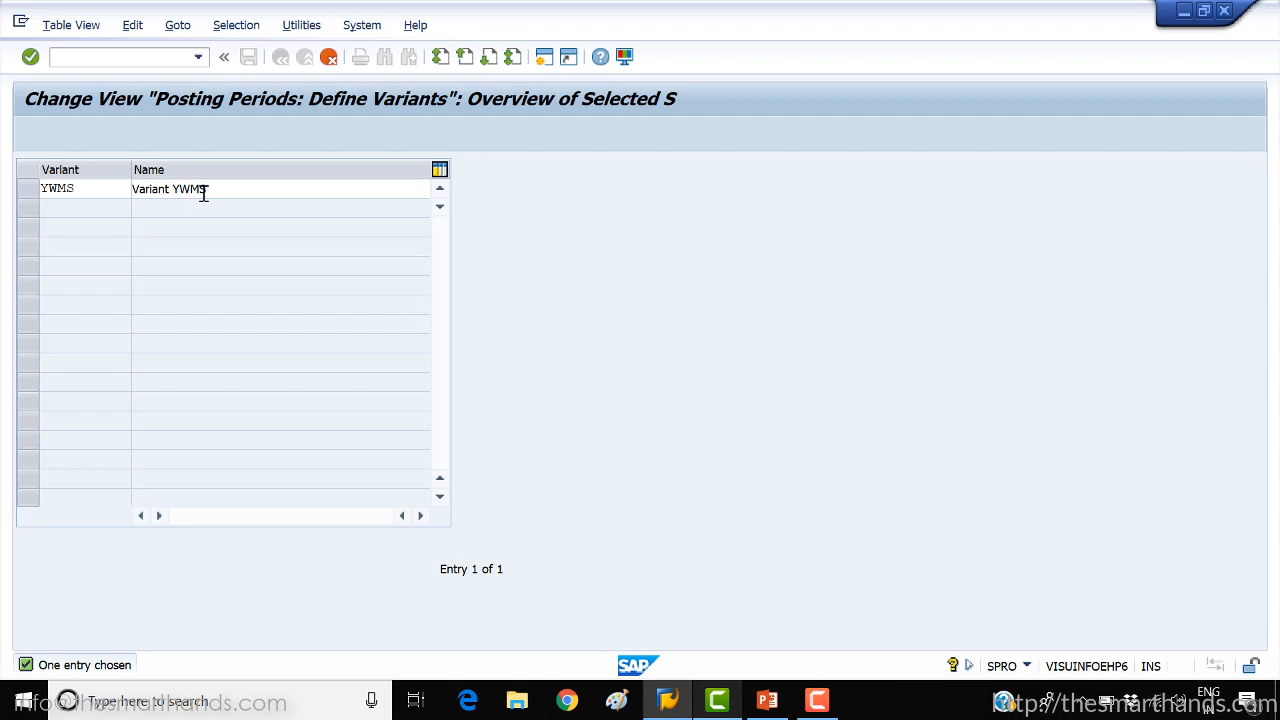 Table View Edit Goto Selection Utilities System Help
Change View "Posting Periods: Define Variants": Overview of Selected S
Variant Name
YWMS Variant YWMS
Entry 1 of 1
One entry chosen
SAP
SPRO VISUINFOEHP6 INS
Type here to search
ENG
IN
http://thesmarthands.com